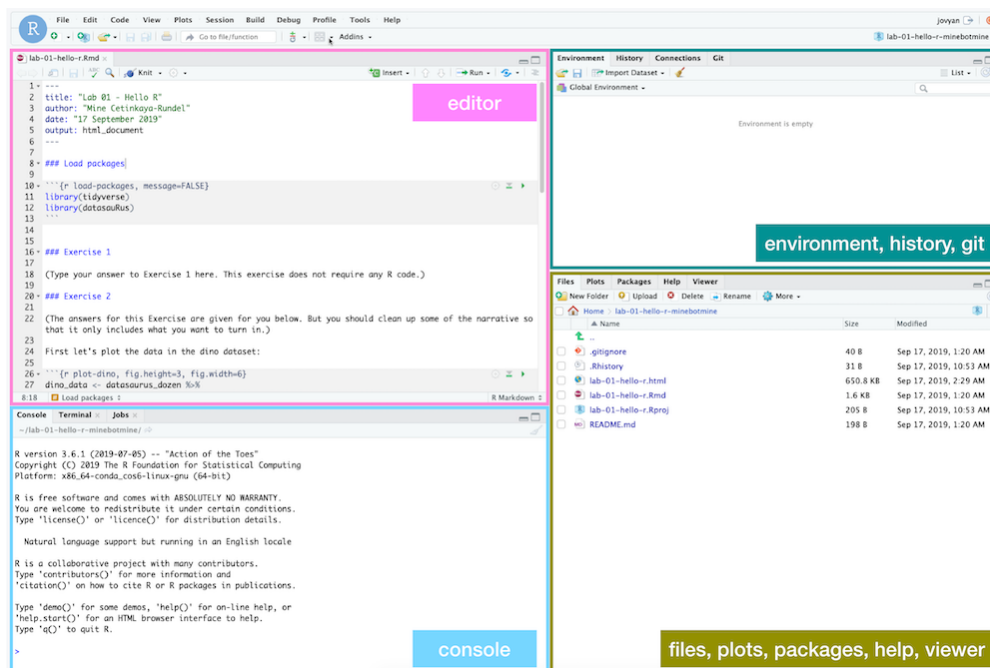 R
File Edit Code View Plots Session Build Debug Profile Tools Help
jovyan
Go to file/function
Addins
lab-01-hello-r-minebotmine
lab-01-hello-r.Rmd
Knit
Insert
Run
editor
1 ---
2 title: "Lab 01 - Hello R"
3 author: "Mine Cetinkaya-Rundel"
4 date: "17 September 2019"
5 output: html_document
6 ---
7
8 ### Load packages
9
10 ```{r load-packages, message=FALSE}
11 library(tidyverse)
12 library(datasauRus)
13 ```
14
15
16 ### Exercise 1
17
18 (Type your answer to Exercise 1 here. This exercise does not require any R code.)
19
20 ### Exercise 2
21
22 (The answers for this Exercise are given for you below. But you should clean up some of the narrative so
that it only includes what you want to turn in.)
23
24 First let's plot the data in the dino dataset:
25
26 ```{r plot-dino, fig.height=3, fig.width=6}
27 dino_data <- datasaurus_dozen %>%
8:18 Load packages R Markdown
Console Terminal Jobs
~/lab-01-hello-r-minebotmine/
R version 3.6.1 (2019-07-05) -- "Action of the Toes"
Copyright (C) 2019 The R Foundation for Statistical Computing
Platform: x86_64-conda_cos6-linux-gnu (64-bit)
R is free software and comes with ABSOLUTELY NO WARRANTY.
You are welcome to redistribute it under certain conditions.
Type 'license()' or 'licence()' for distribution details.
Natural language support but running in an English locale
R is a collaborative project with many contributors.
Type 'contributors()' for more information and
'citation()' on how to cite R or R packages in publications.
Type 'demo()' for some demos, 'help()' for on-line help, or
'help.start()' for an HTML browser interface to help.
Type 'q()' to quit R.
>
console
Environment History Connections Git
Import Dataset
List
Global Environment
Environment is empty
environment, history, git
Files Plots Packages Help Viewer
New Folder Upload Delete Rename More
Home lab-01-hello-r-minebotmine
Name Size Modified
..
.gitignore 40 B Sep 17, 2019, 1:20 AM
.Rhistory 31 B Sep 17, 2019, 10:53 AM
lab-01-hello-r.html 650.8 KB Sep 17, 2019, 2:29 AM
lab-01-hello-r.Rmd 1.6 KB Sep 17, 2019, 1:20 AM
lab-01-hello-r.Rproj 205 B Sep 17, 2019, 10:53 AM
README.md 198 B Sep 17, 2019, 1:20 AM
files, plots, packages, help, viewer